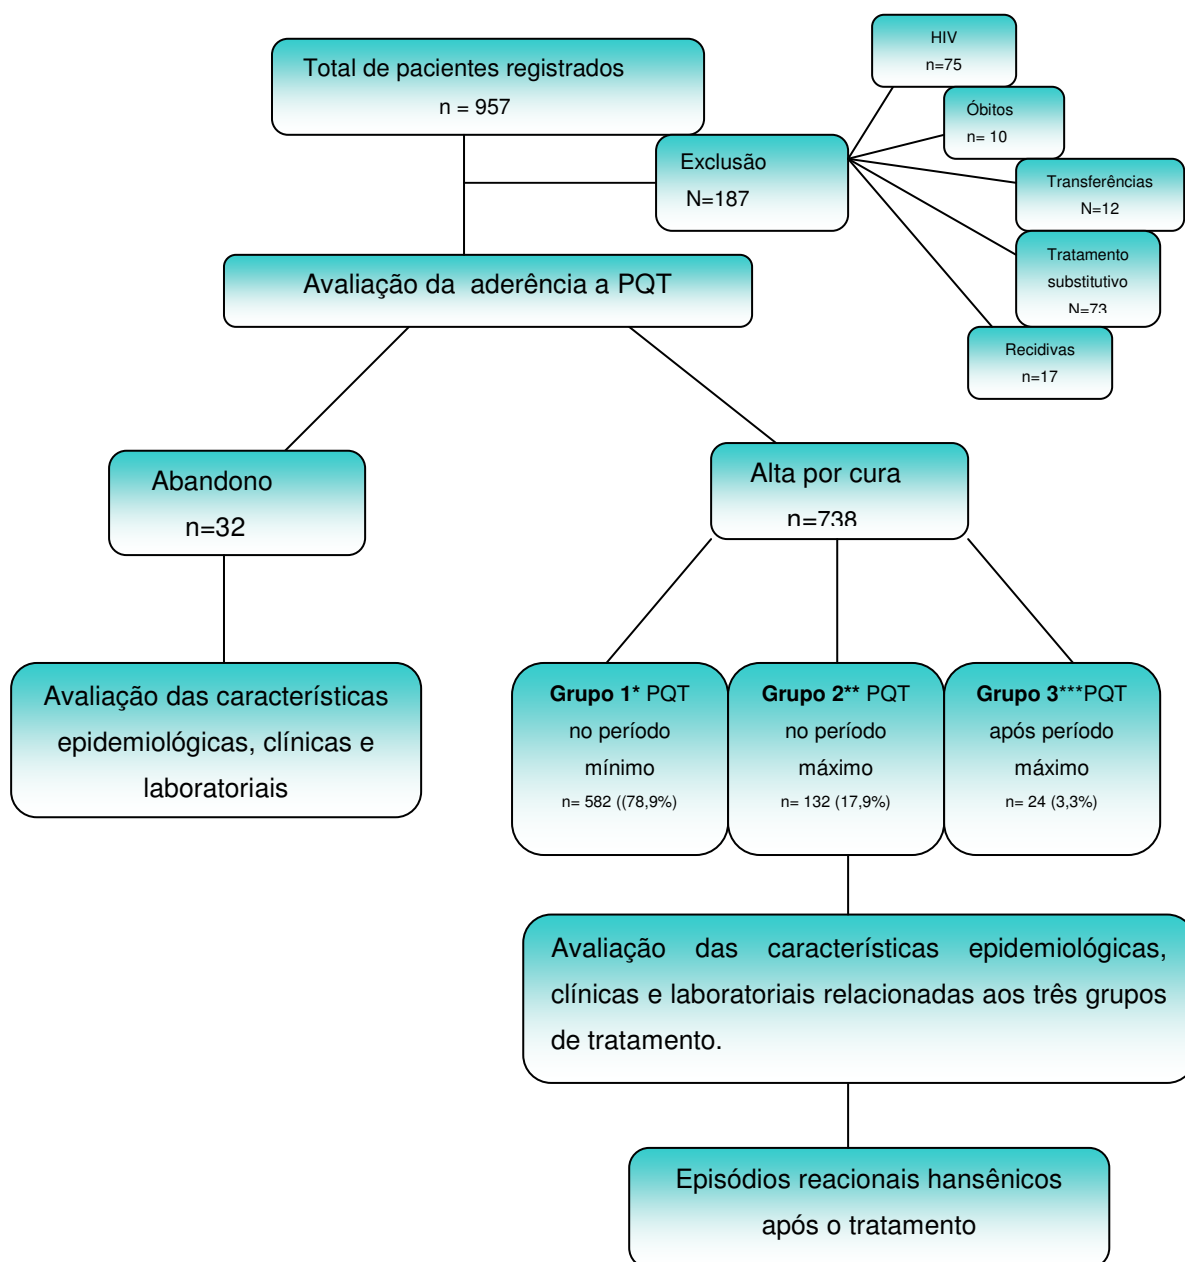 Total de pacientes registrados
n = 957
HIV
n=75
Óbitos
n= 10
Exclusão
N=187
Transferências
N=12
Tratamento
substitutivo
N=73
Recidivas
n=17
Avaliação da aderência a PQT
Abandono
n=32
Alta por cura
n=738
Avaliação das características
epidemiológicas, clínicas e
laboratoriais
Grupo 1* PQT
no período
mínimo
n= 582 ((78,9%)
Grupo 2** PQT
no período
máximo
n= 132 (17,9%)
Grupo 3***PQT
após período
máximo
n= 24 (3,3%)
Avaliação das características epidemiológicas,
clínicas e laboratoriais relacionadas aos três grupos
de tratamento.
Episódios reacionais hansênicos
após o tratamento